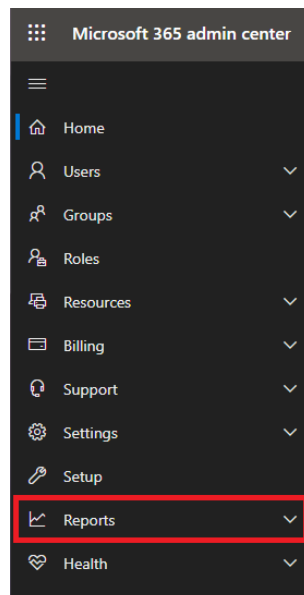 Microsoft 365 admin center
Home
Users
Groups
Roles
Resources
Billing
Support
Settings
Setup
Reports
Health